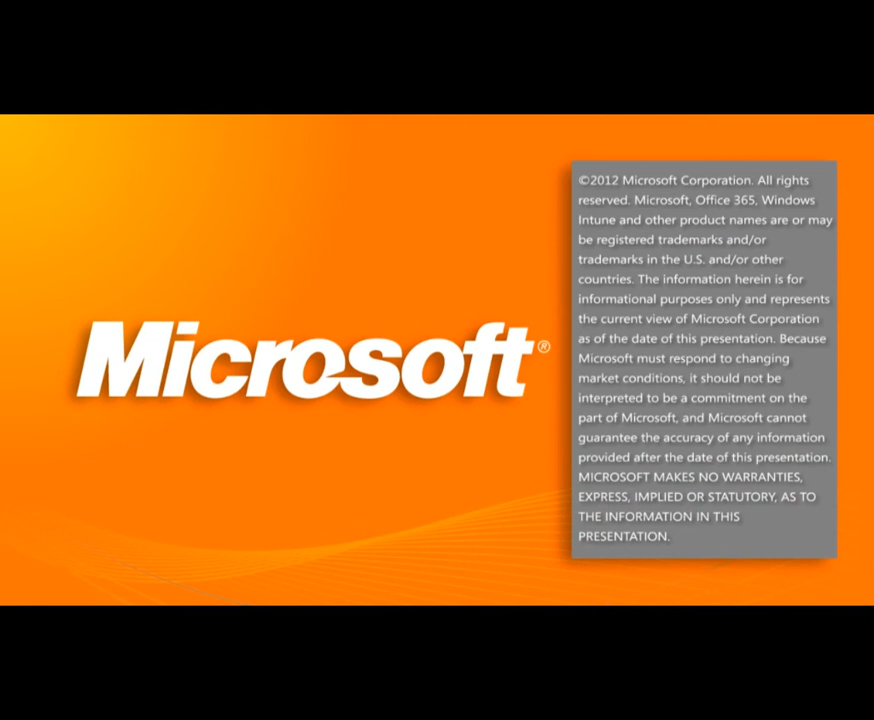 Microsoft®
©2012 Microsoft Corporation. All rights
reserved. Microsoft, Office 365, Windows
Intune and other product names are or may
be registered trademarks and/or
trademarks in the U.S. and/or other
countries. The information herein is for
informational purposes only and represents
the current view of Microsoft Corporation
as of the date of this presentation. Because
Microsoft must respond to changing
market conditions, it should not be
interpreted to be a commitment on the
part of Microsoft, and Microsoft cannot
guarantee the accuracy of any information
provided after the date of this presentation.
MICROSOFT MAKES NO WARRANTIES,
EXPRESS, IMPLIED OR STATUTORY, AS TO
THE INFORMATION IN THIS
PRESENTATION.